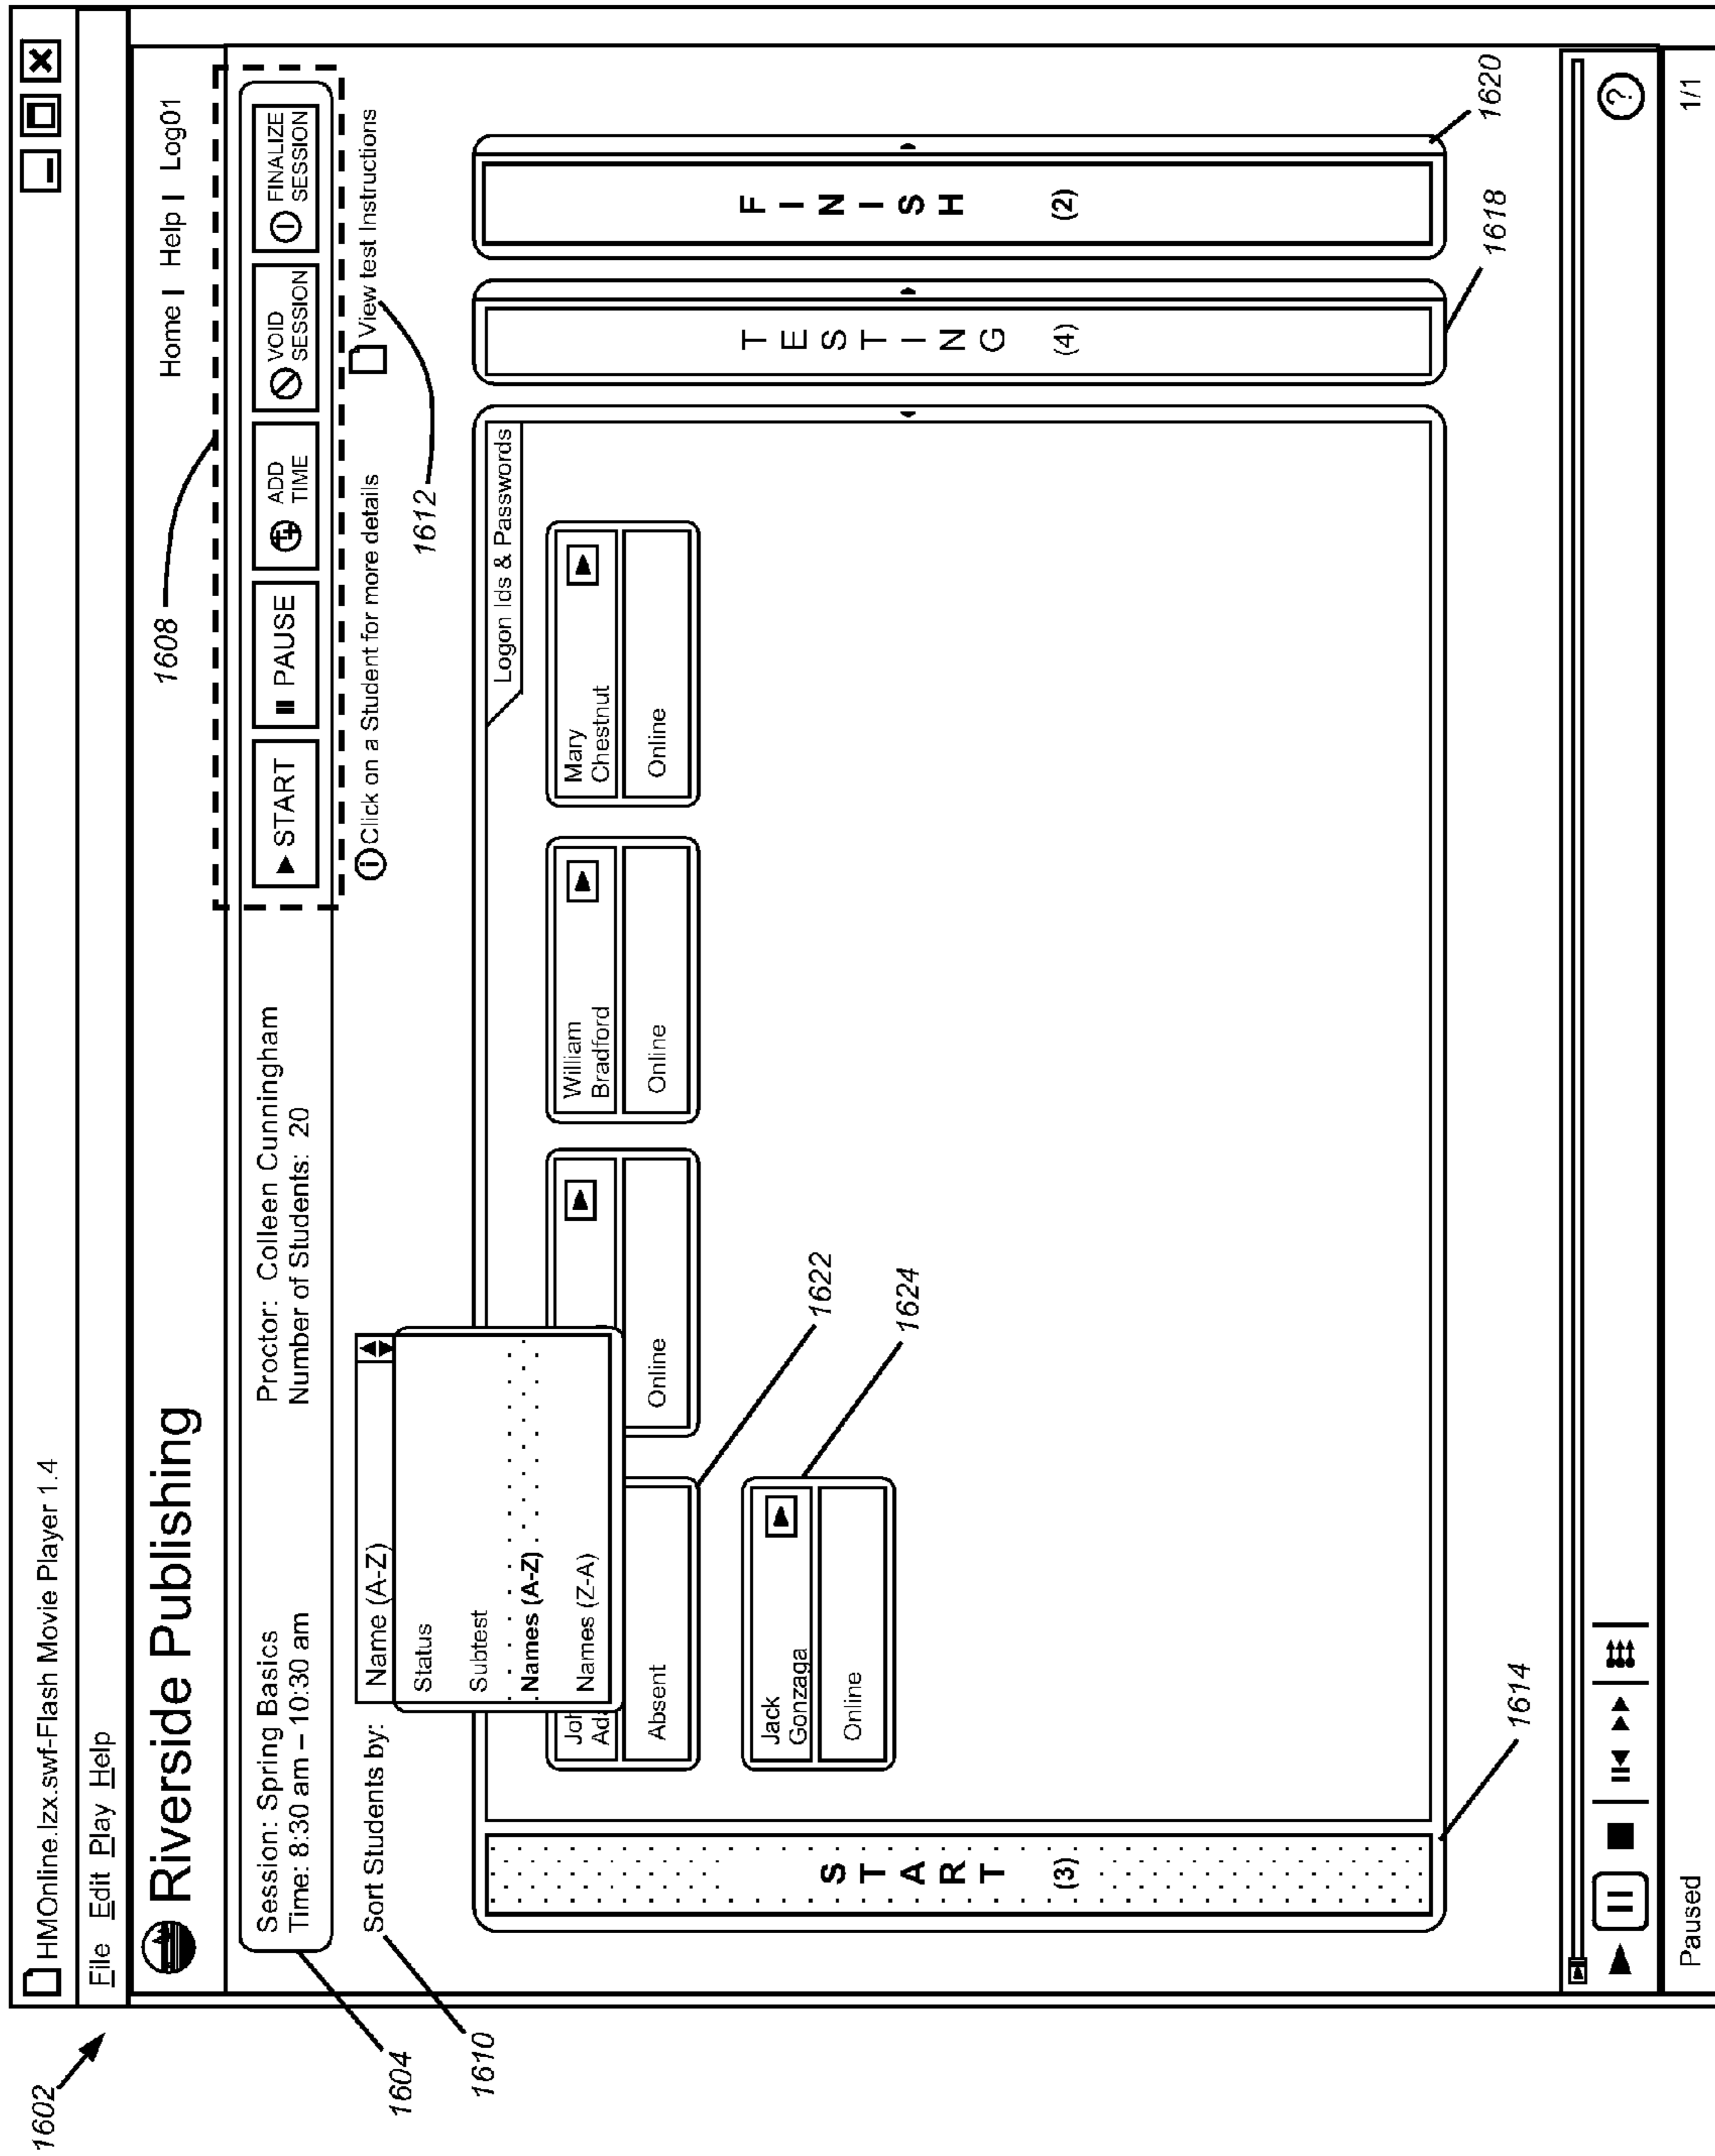 1602
HMOnline.lzx.swf-Flash Movie Player 1.4
File Edit Play Help
Riverside Publishing
Home | Help | Log01
1608
1604
Session: Spring Basics
Time: 8:30 am – 10:30 am
Proctor: Colleen Cunningham
Number of Students: 20
START
PAUSE
ADD
TIME
VOID
SESSION
FINALIZE
SESSION
1610
Sort Students by:
Name (A-Z)
Status
Subtest
Names (A-Z)
Names (Z-A)
Click on a Student for more details
View test Instructions
1612
Logon Ids & Passwords
START
(3)
Joh
Ada
Absent
Online
William
Bradford
Online
Mary
Chestnut
Online
1622
Jack
Gonzaga
Online
1624
TESTING
(4)
FINISH
(2)
1614
1618
1620
?
Paused
1/1